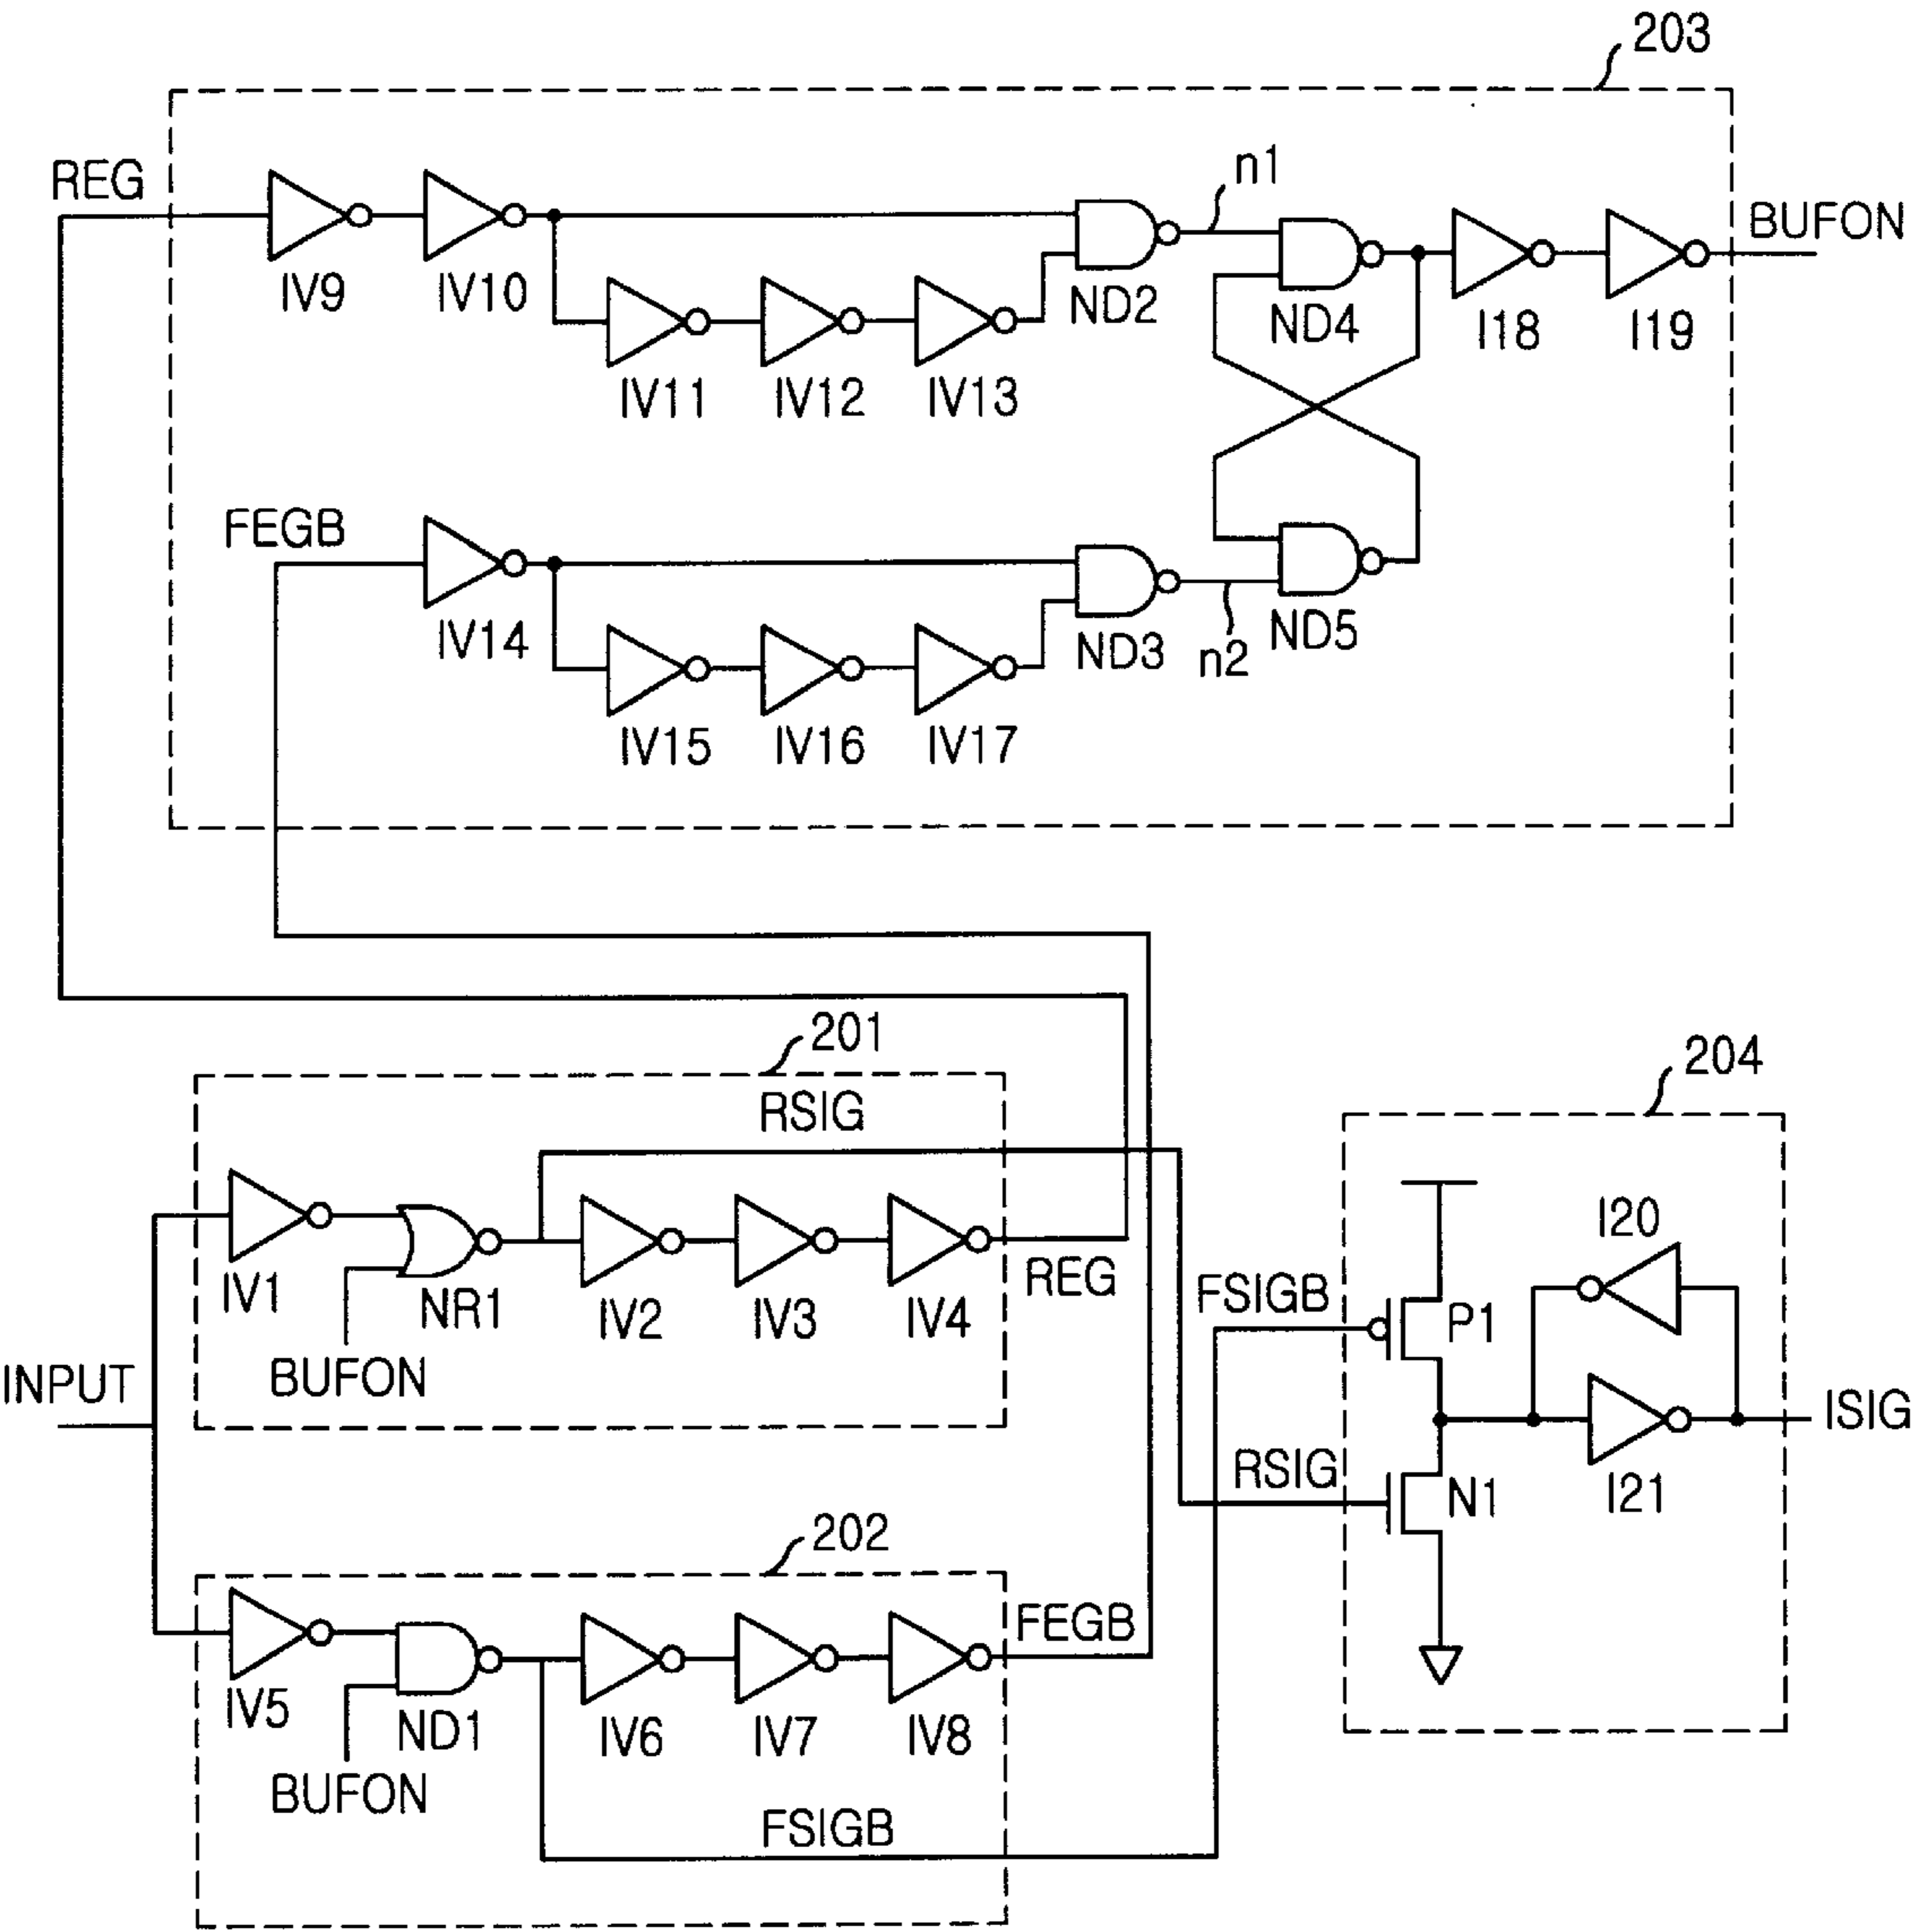 203
REG
n1
BUFON
IV9
IV10
ND2
ND4
I18
I19
IV11
IV12
IV13
FEGB
IV14
ND3
n2
ND5
IV15
IV16
IV17
201
RSIG
204
IV1
NR1
IV2
IV3
IV4
REG
I20
FSIGB
P1
BUFON
INPUT
ISIG
RSIG
N1
I21
202
FEGB
IV5
ND1
IV6
IV7
IV8
BUFON
FSIGB